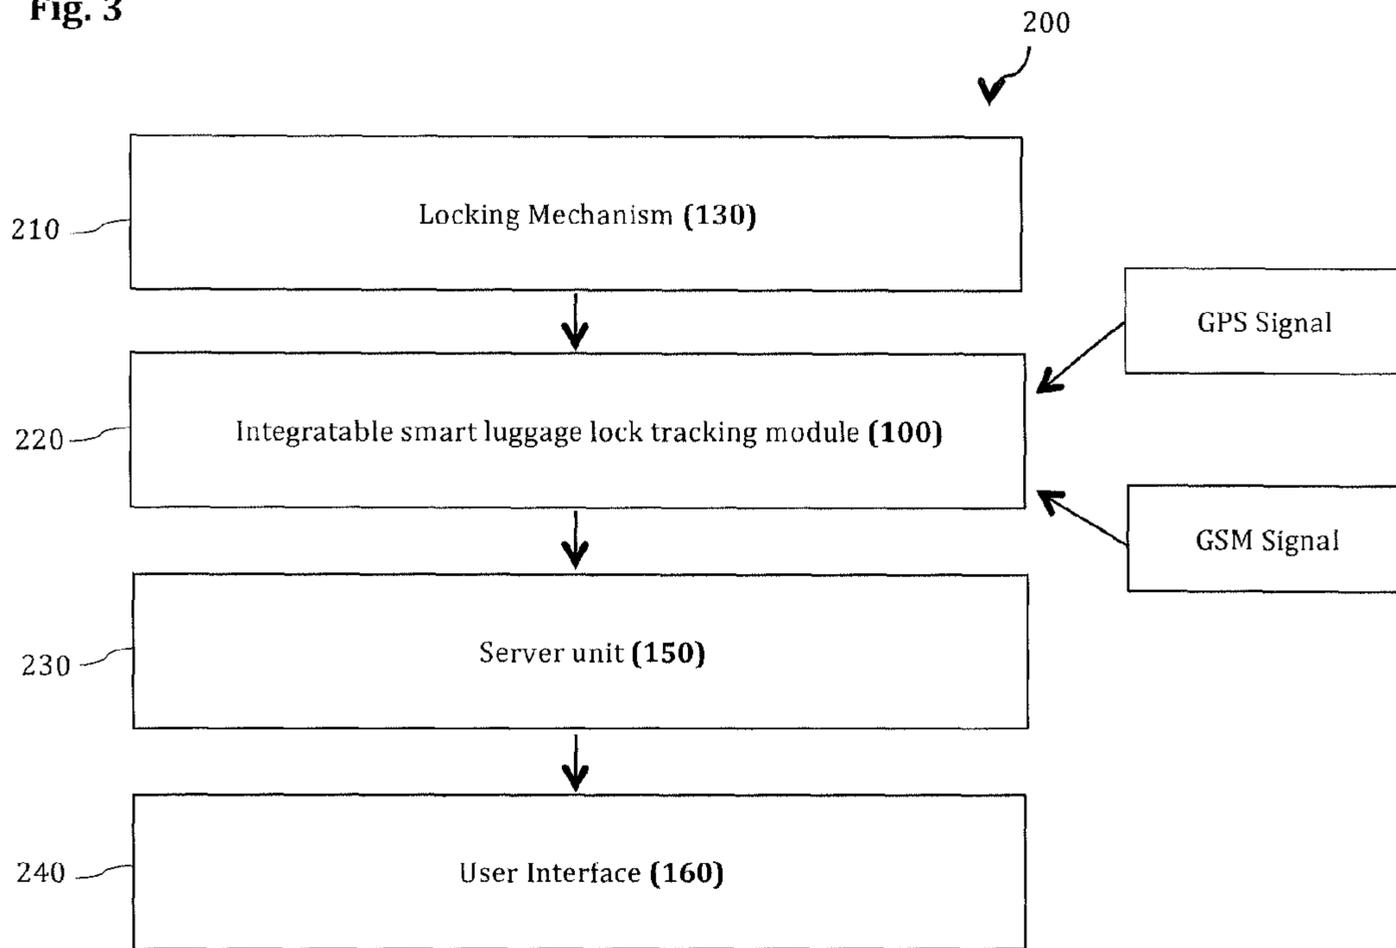 Fig. 3
200
Locking Mechanism (130)
210
GPS Signal
Integratable smart luggage lock tracking module (100)
220
GSM Signal
Server unit (150)
230
User Interface (160)
240